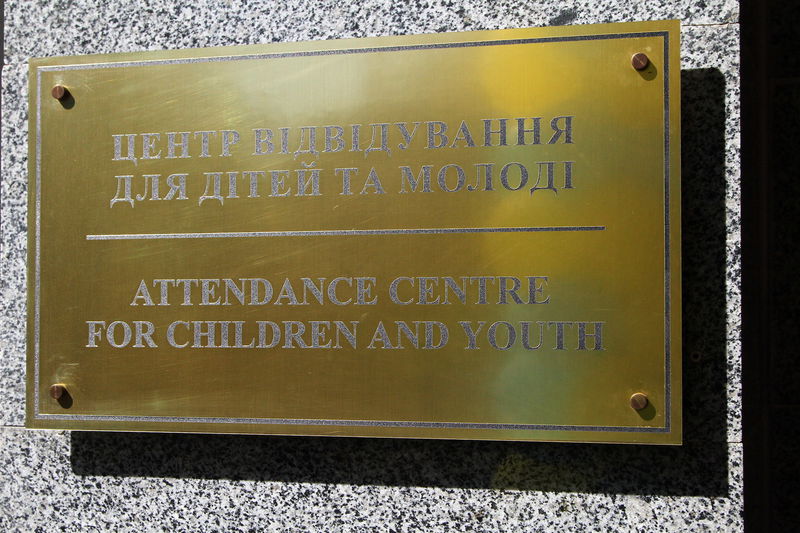 ЦЕНТР ВІДВІДУВАННЯ
ДЛЯ ДІТЕЙ ТА МОЛОДІ
ATTENDANCE CENTRE
FOR CHILDREN AND YOUTH